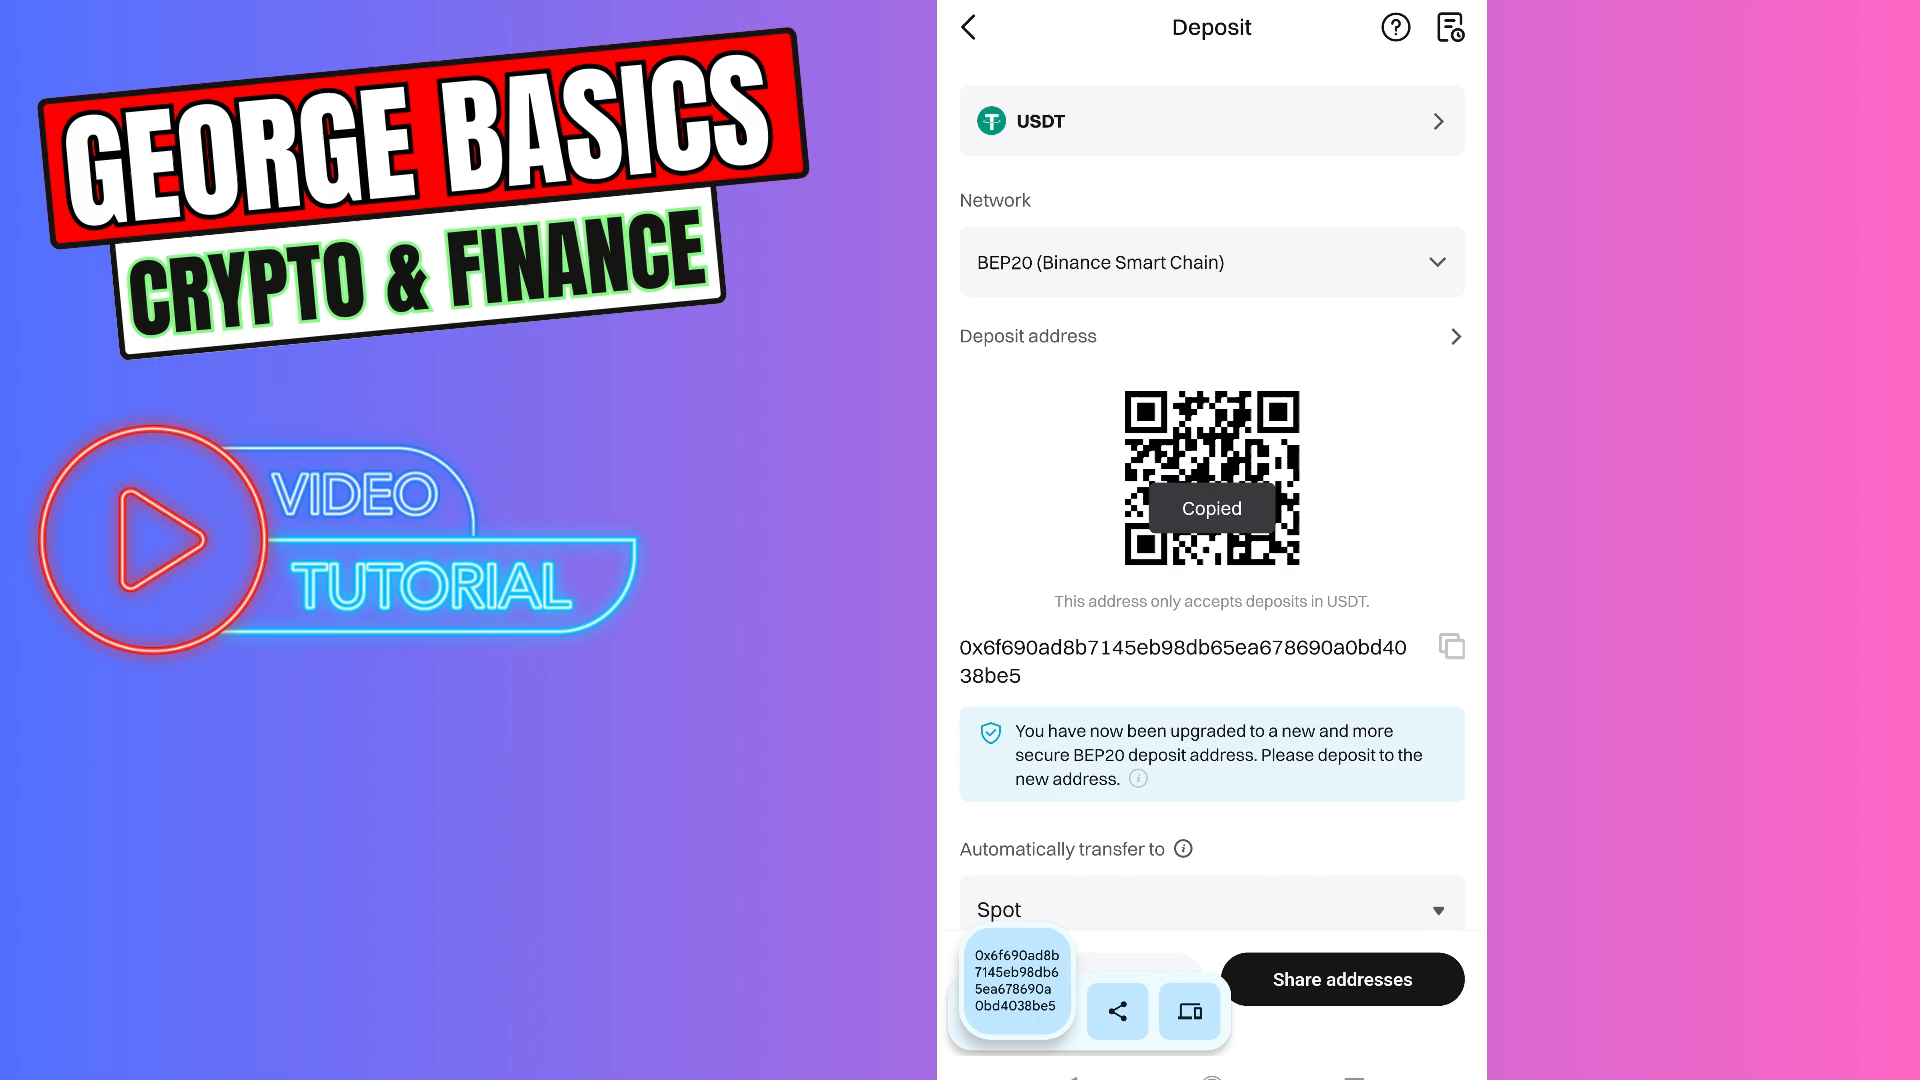 GEORGE BASICS
CRYPTO & FINANCE
VIDEO
TUTORIAL
Deposit
USDT
Network
BEP20 (Binance Smart Chain)
Deposit address
Copied
This address only accepts deposits in USDT.
0x6f690ad8b7145eb98db65ea678690a0bd40
38be5
You have now been upgraded to a new and more
secure BEP20 deposit address. Please deposit to the
new address.
Automatically transfer to
Spot
0x6f690ad8b
7145eb98db6
5ea678690a
0bd4038be5
Share addresses